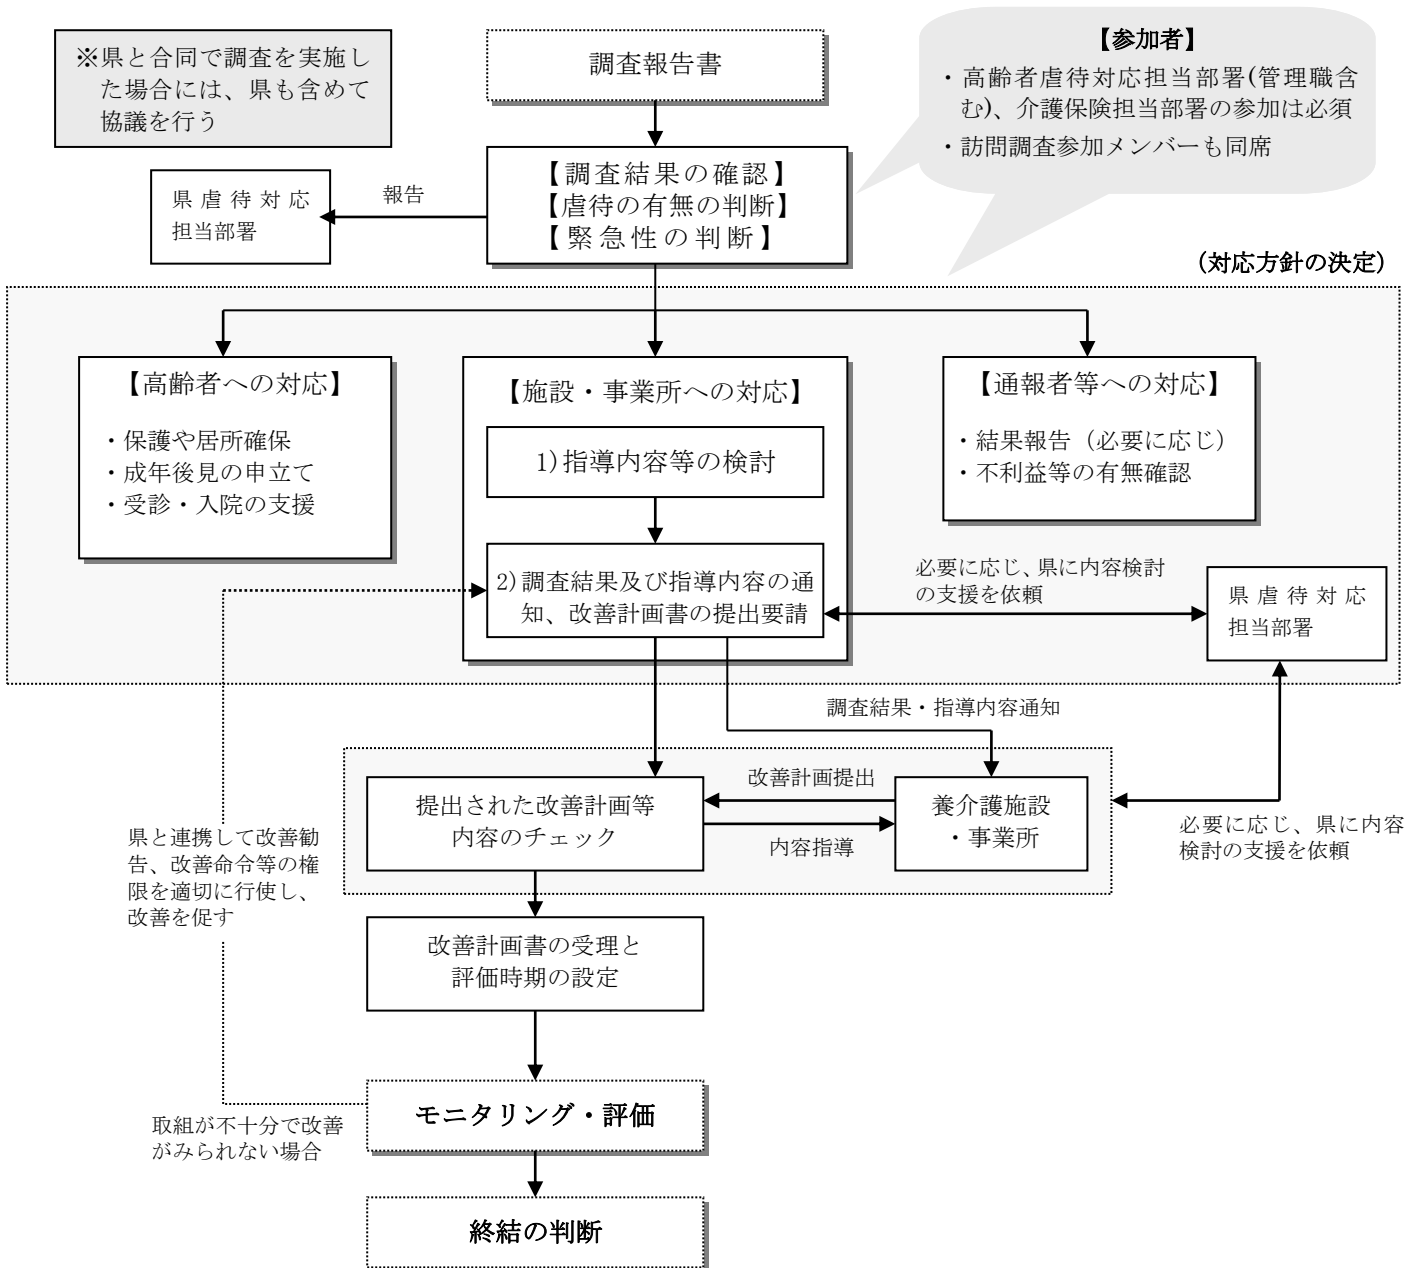 ※県と合同で調査を実施し
た場合には、県も含めて
協議を行う
調査報告書
【参加者】
・高齢者虐待対応担当部署(管理職含
む)、介護保険担当部署の参加は必須
・訪問調査参加メンバーも同席
【調査結果の確認】
【虐待の有無の判断】
【緊急性の判断】
報告
県虐待対応
担当部署
(対応方針の決定)
【高齢者への対応】
・保護や居所確保
・成年後見の申立て
・受診・入院の支援
【施設・事業所への対応】
1)指導内容等の検討
2)調査結果及び指導内容の通
知、改善計画書の提出要請
【通報者等への対応】
・結果報告（必要に応じ）
・不利益等の有無確認
必要に応じ、県に内容検討
の支援を依頼
県虐待対応
担当部署
調査結果・指導内容通知
提出された改善計画等
内容のチェック
改善計画提出
内容指導
養介護施設
・事業所
必要に応じ、県に内容
検討の支援を依頼
県と連携して改善勧
告、改善命令等の権
限を適切に行使し、
改善を促す
改善計画書の受理と
評価時期の設定
モニタリング・評価
取組が不十分で改善
がみられない場合
終結の判断